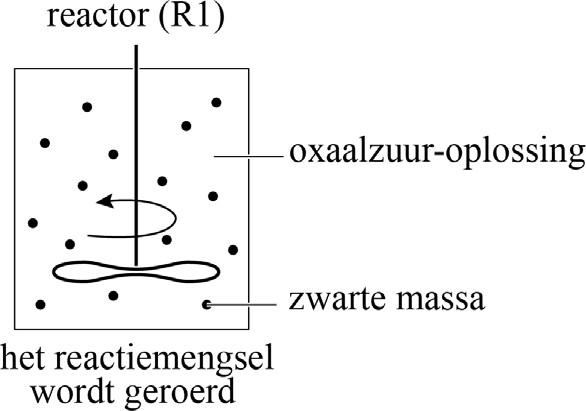 reactor (R1)
oxaalzuur-oplossing
zwarte massa
het reactiemengsel
wordt geroerd